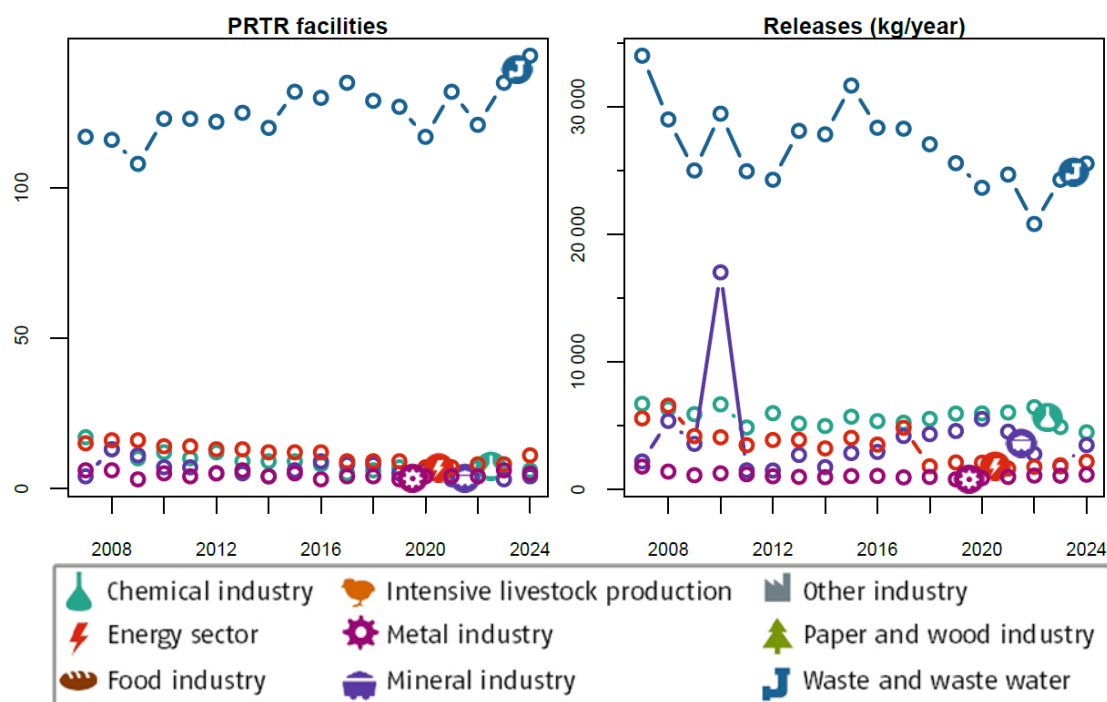 PRTR facilities
100
50
0
2008 2012 2016 2020 2024
Releases (kg/year)
30 000
20 000
10 000
0
2008 2012 2016 2020 2024
Chemical industry Intensive livestock production Other industry
Energy sector Metal industry Paper and wood industry
Food industry Mineral industry Waste and waste water